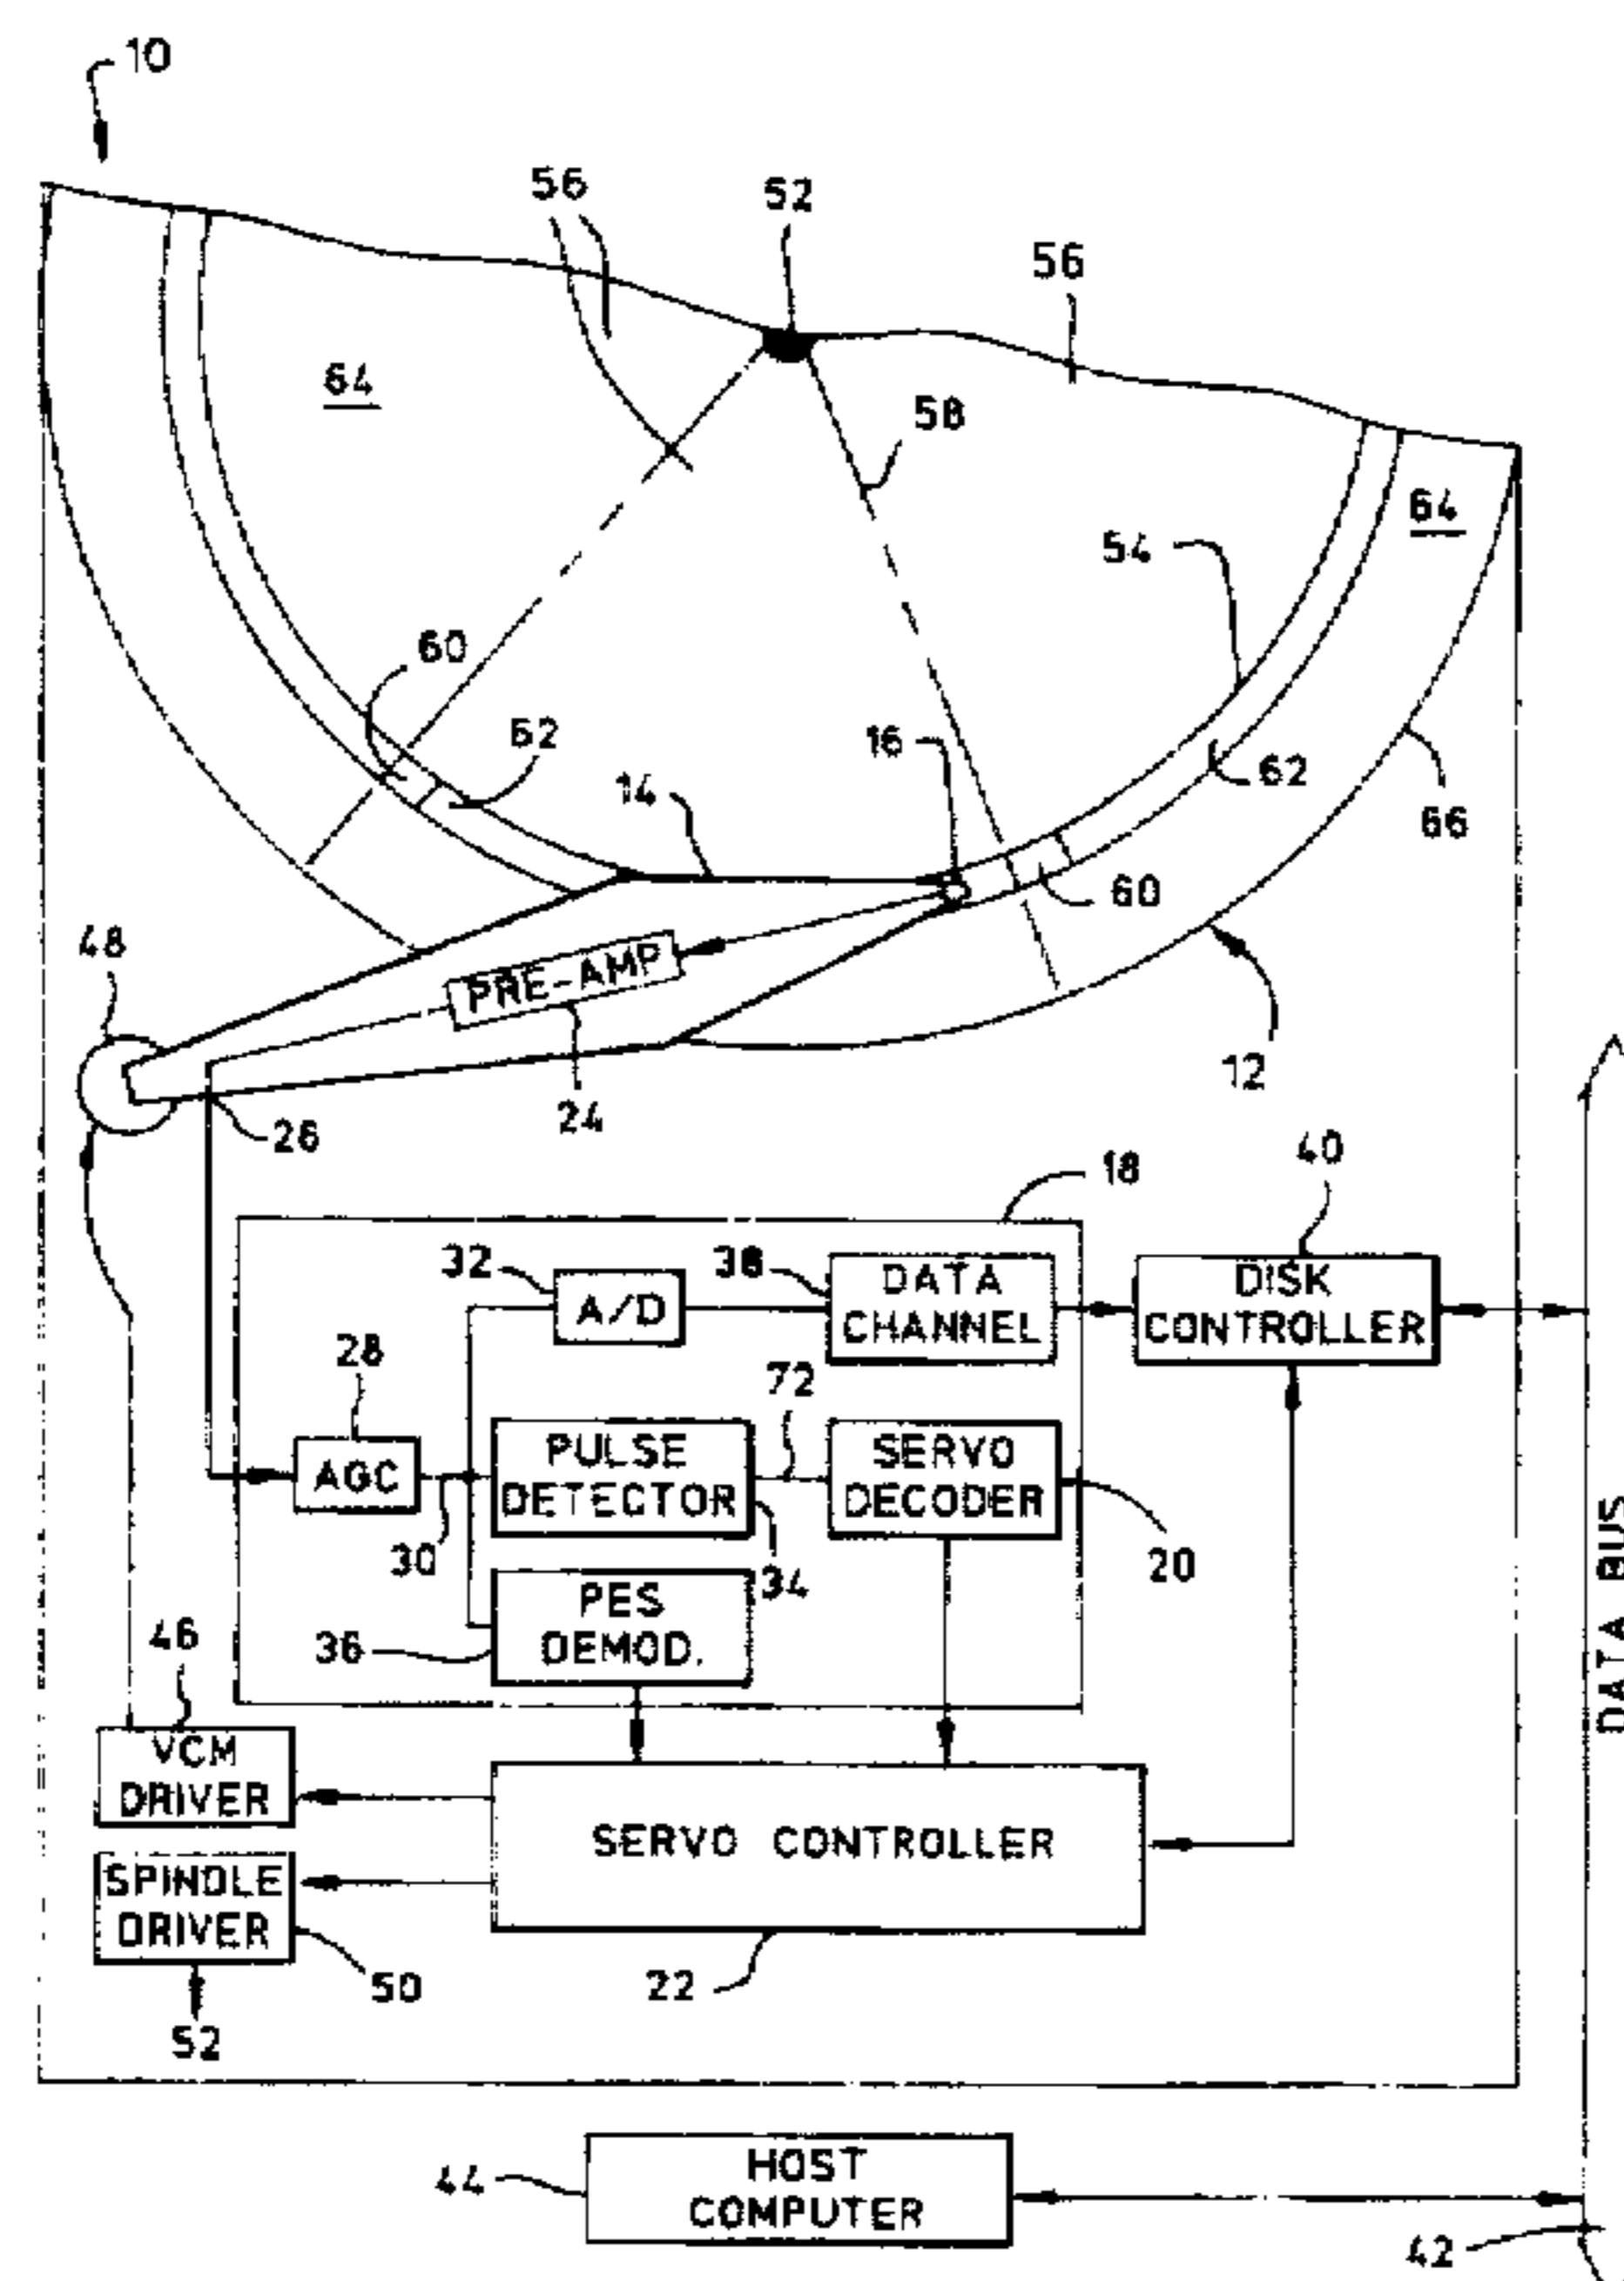 10
56
52
56
64
58
64
54
60
62
16
14
62
66
60
48
PRE-AMP
12
24
26
18
40
32
A/D
38
DATA
CHANNEL
DISK
CONTROLLER
28
72
AGC
PULSE
DETECTOR
SERVO
DECODER
30
34
20
DATA BUS
PES
DEMOD.
36
46
VCM
DRIVER
SERVO CONTROLLER
SPINDLE
DRIVER
50
22
52
HOST
COMPUTER
44
42